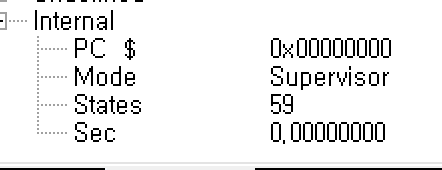 Internal
PC $ 0x00000000
Mode Supervisor
States 59
Sec 0,00000000